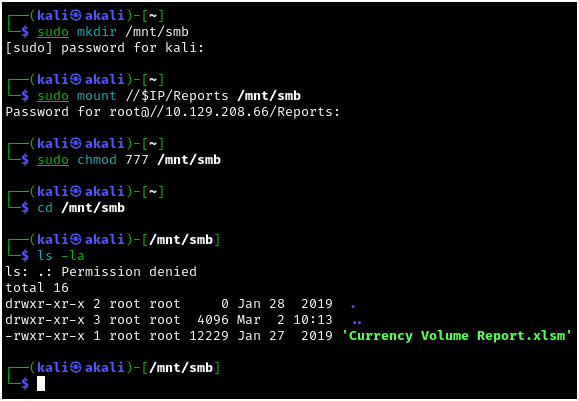 ┌──(kali㉿akali)-[~]
└─$ sudo mkdir /mnt/smb
[sudo] password for kali:
┌──(kali㉿akali)-[~]
└─$ sudo mount //$IP/Reports /mnt/smb
Password for root@//10.129.208.66/Reports:
┌──(kali㉿akali)-[~]
└─$ sudo chmod 777 /mnt/smb
┌──(kali㉿akali)-[~]
└─$ cd /mnt/smb
┌──(kali㉿akali)-[/mnt/smb]
└─$ ls -la
ls: .: Permission denied
total 16
drwxr-xr-x 2 root root     0 Jan 28  2019  .
drwxr-xr-x 3 root root  4096 Mar  2 10:13  ..
-rwxr-xr-x 1 root root 12229 Jan 27  2019 'Currency Volume Report.xlsm'
┌──(kali㉿akali)-[/mnt/smb]
└─$